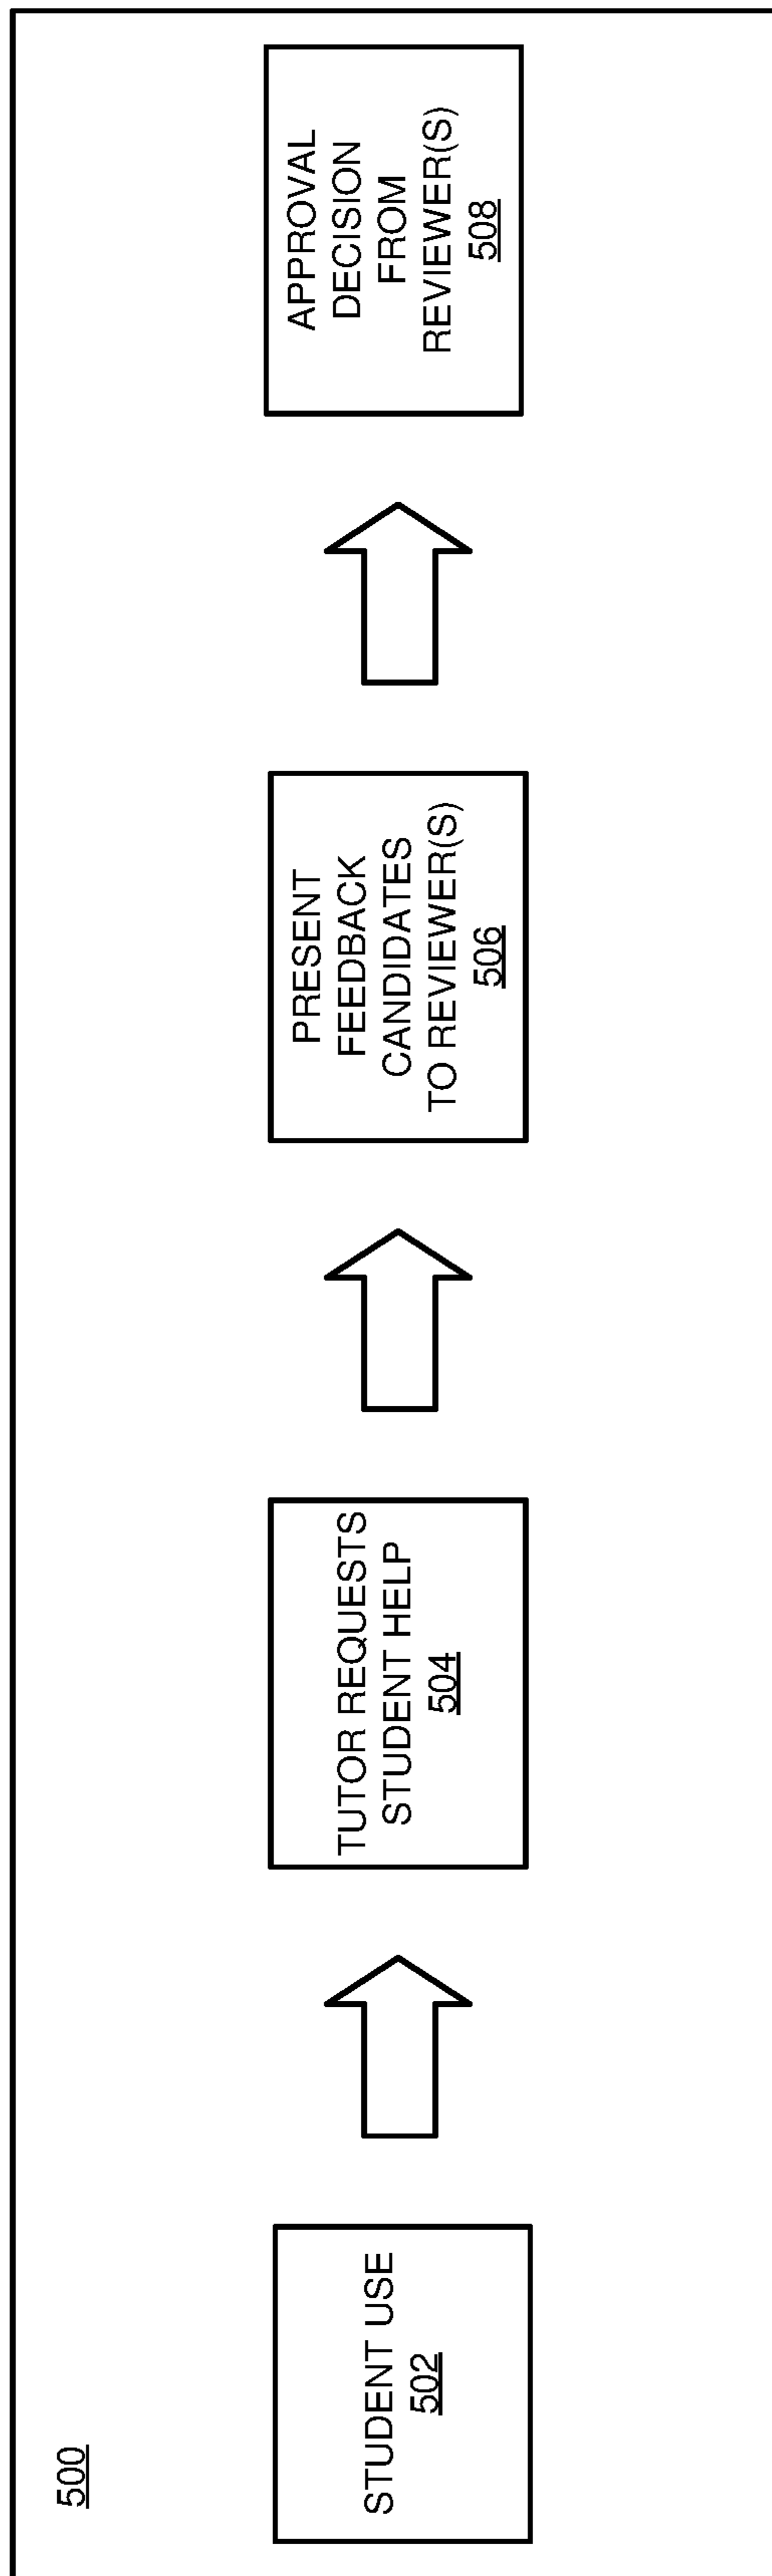 500
STUDENT USE
502
TUTOR REQUESTS
STUDENT HELP
504
PRESENT
FEEDBACK
CANDIDATES
TO REVIEWER(S)
506
APPROVAL
DECISION
FROM
REVIEWER(S)
508